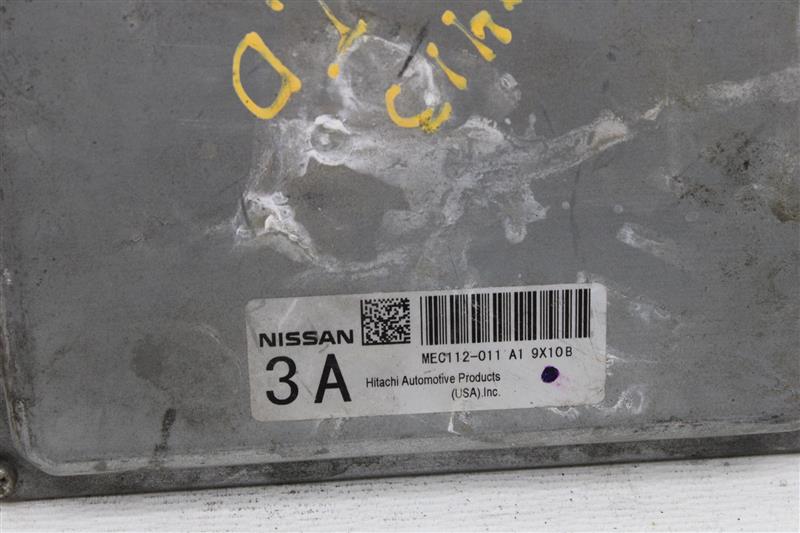 NISSAN
MEC112-011 A1 9X10B
3A
Hitachi Automotive Products
(USA).Inc.